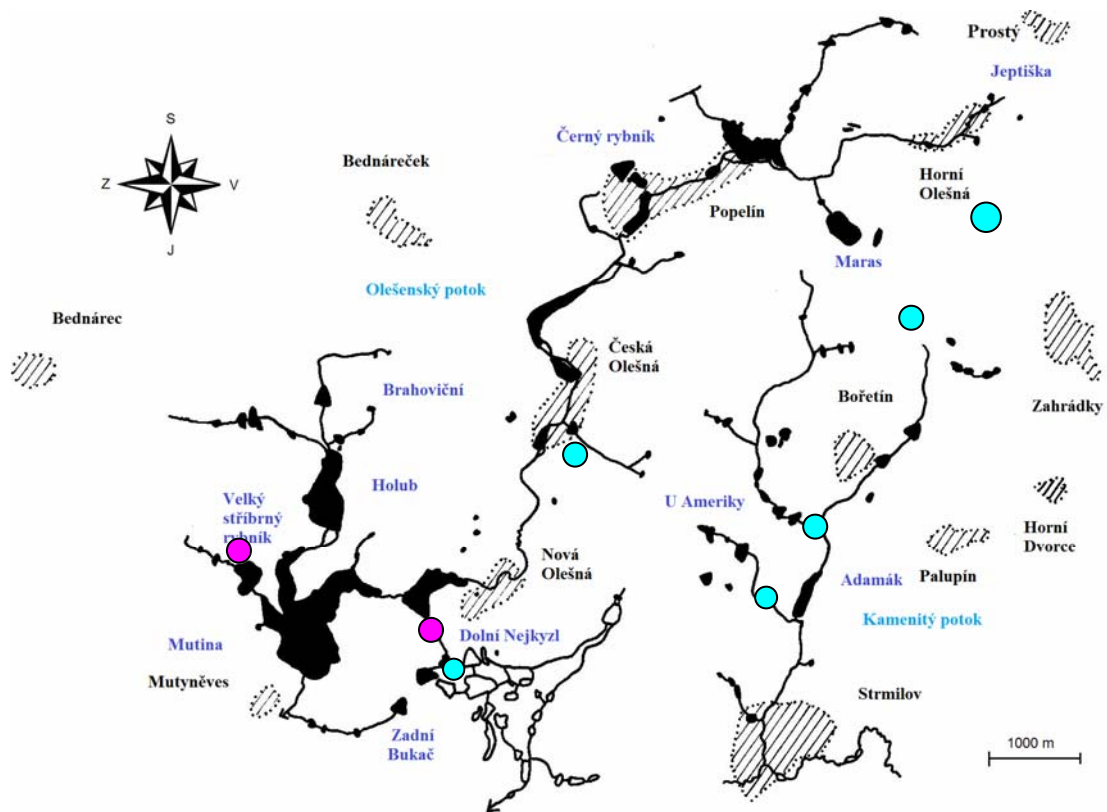 Prostý
Jeptiška
S
Z
V
J
Černý rybník
Bednáreček
Horní
Olešná
Popelín
Maras
Olešenský potok
Bednárec
Česká
Olešná
Brahoviční
Bořetín
Zahrádky
Holub
Velký
stříbrný
rybník
U Ameriky
Horní
Dvorce
Nová
Olešná
Palupín
Adamák
Kamenitý potok
Mutina
Dolní Nejkyzl
Mutyněves
Strmilov
Zadní
Bukač
1000 m